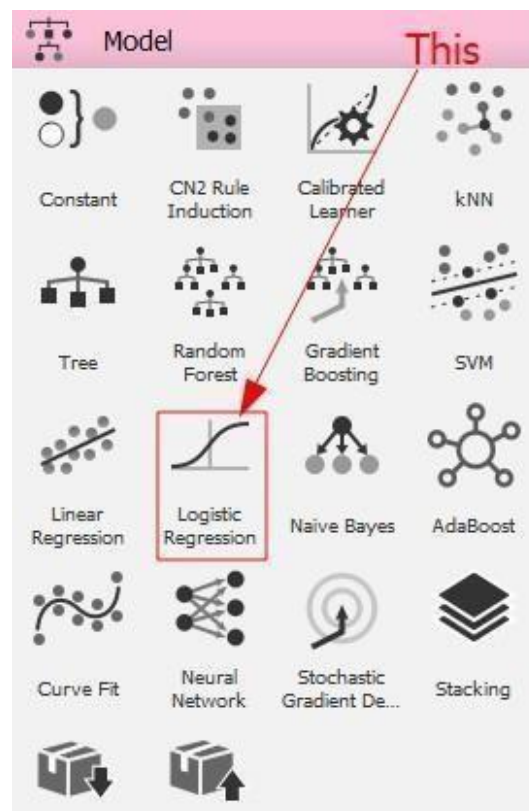 Model
This
Constant
CN2 Rule
Induction
Calibrated
Learner
kNN
Tree
Random
Forest
Gradient
Boosting
SVM
Linear
Regression
Logistic
Regression
Naive Bayes
AdaBoost
Curve Fit
Neural
Network
Stochastic
Gradient De...
Stacking